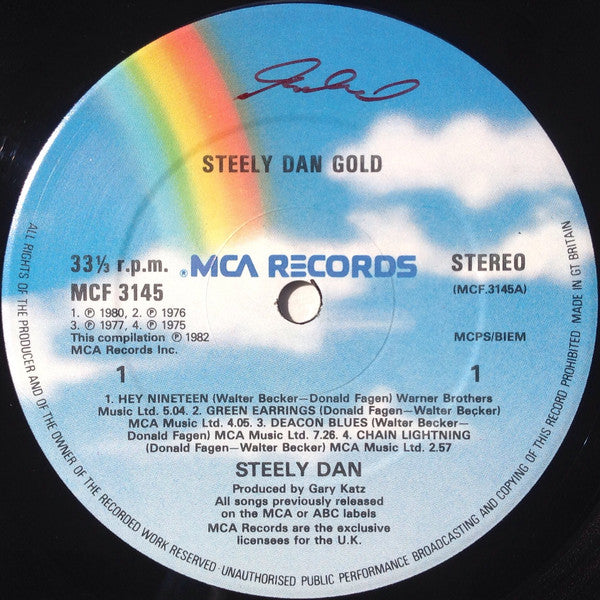 STEELY DAN GOLD
33⅓ r.p.m.
®MCA RECORDS
STEREO
MCF 3145
(MCF.3145A)
1. ℗ 1980, 2. ℗ 1976
3. ℗ 1977, 4. ℗ 1975
This compilation ℗ 1982
MCA Records Inc.
MCPS/BIEM
1
1
1. HEY NINETEEN (Walter Becker—Donald Fagen) Warner Brothers
Music Ltd. 5.04. 2. GREEN EARRINGS (Donald Fagen—Walter Becker)
MCA Music Ltd. 4.05. 3. DEACON BLUES (Walter Becker—
Donald Fagen) MCA Music Ltd. 7.26. 4. CHAIN LIGHTNING
(Donald Fagen—Walter Becker) MCA Music Ltd. 2.57
STEELY DAN
Produced by Gary Katz
All songs previously released
on the MCA or ABC labels
MCA Records are the exclusive
licensees for the U.K.
ALL RIGHTS OF THE PRODUCER AND OF THE OWNER OF THE RECORDED WORK RESERVED · UNAUTHORISED PUBLIC PERFORMANCE BROADCASTING AND COPYING OF THIS RECORD PROHIBITED MADE IN GT BRITAIN